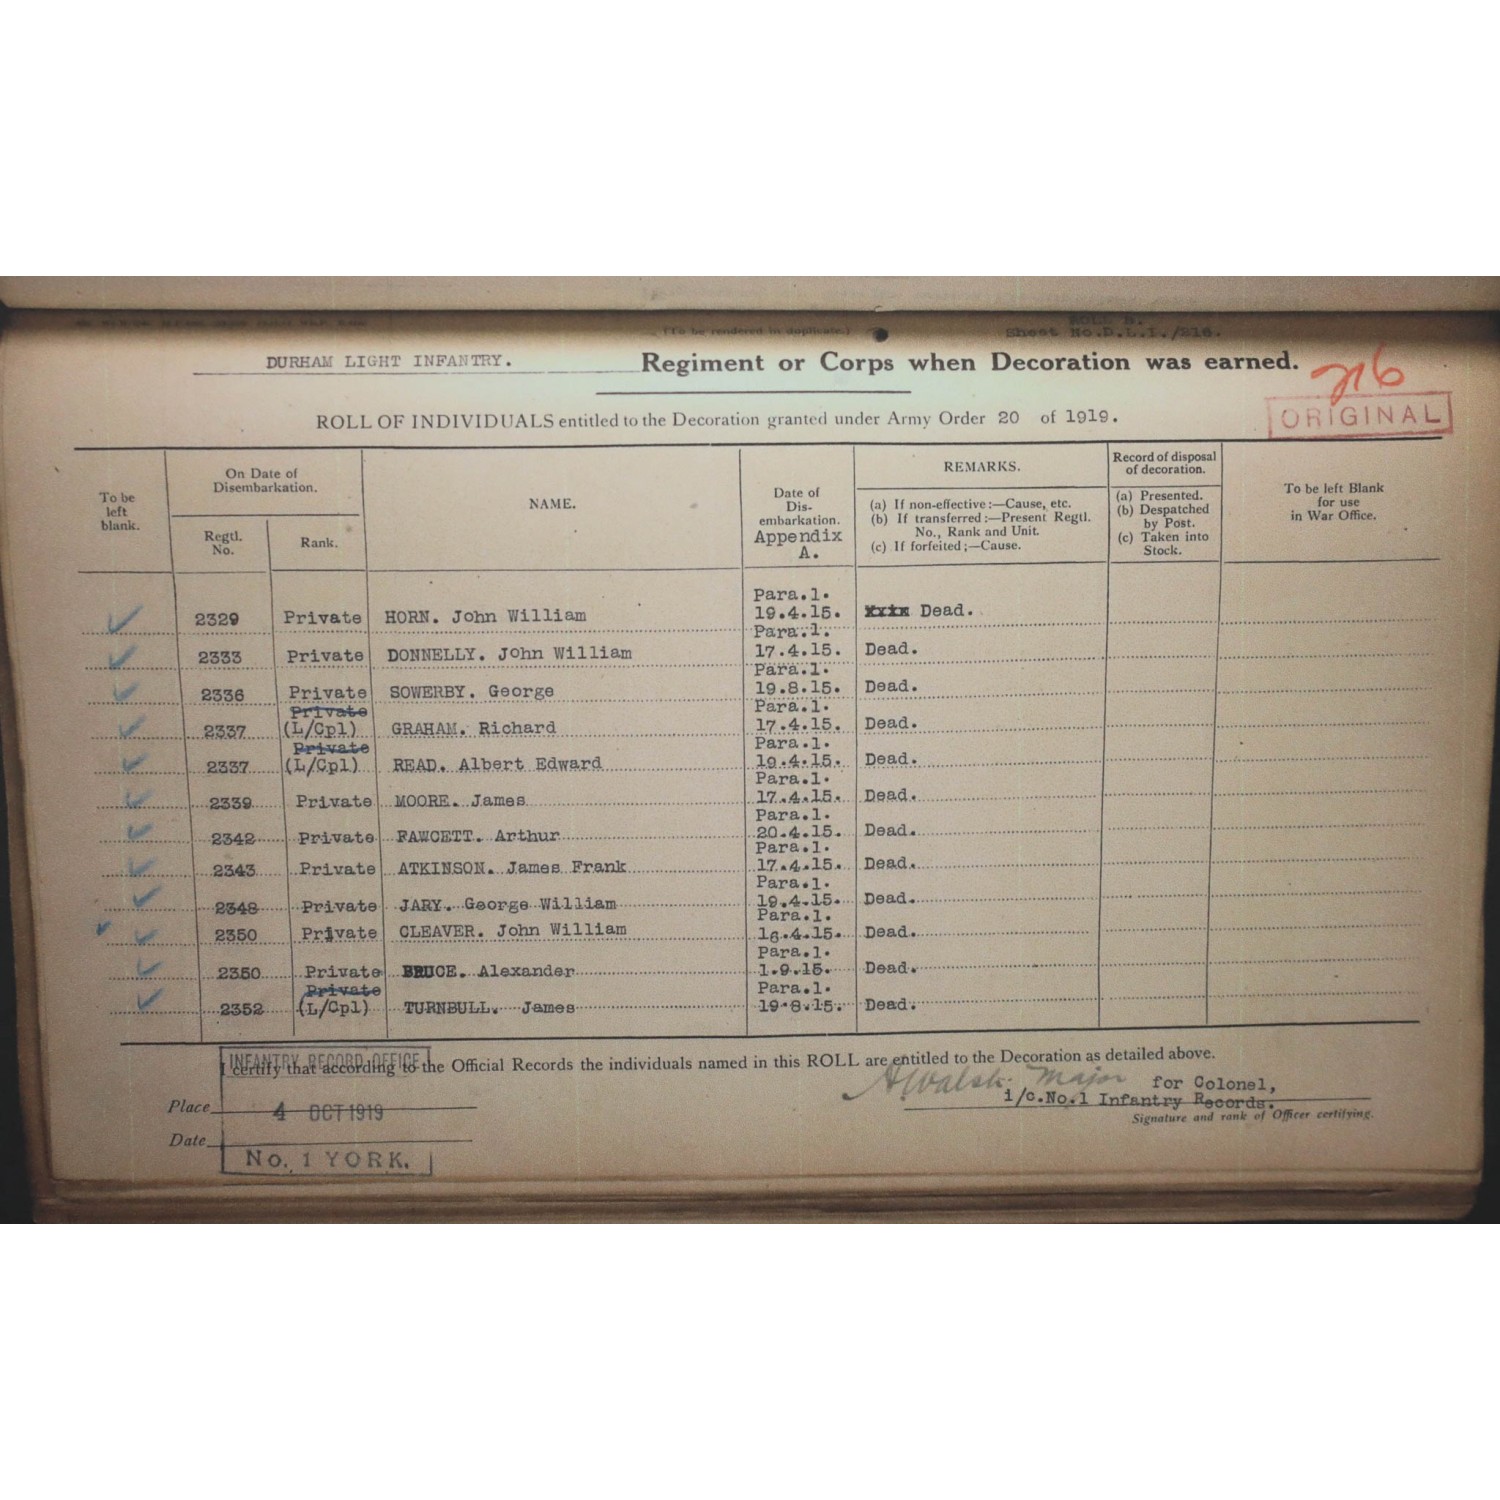 (To be rendered in duplicate.)
ROLL B.
Sheet No.D.L.I./216.
DURHAM LIGHT INFANTRY. Regiment or Corps when Decoration was earned.
216
ORIGINAL
ROLL OF INDIVIDUALS entitled to the Decoration granted under Army Order 20 of 1919.
To be left blank.
On Date of Disembarkation.
Regtl. No.
Rank.
NAME.
Date of Dis-embarkation.
Appendix A.
REMARKS.
(a) If non-effective:—Cause, etc.
(b) If transferred:—Present Regtl. No., Rank and Unit.
(c) If forfeited;—Cause.
Record of disposal of decoration.
(a) Presented.
(b) Despatched by Post.
(c) Taken into Stock.
To be left Blank for use in War Office.
Para.1.
2329 Private HORN. John William 19.4.15. Dead.
Para.1.
2333 Private DONNELLY. John William 17.4.15. Dead.
Para.1.
2336 Private SOWERBY. George 19.8.15. Dead.
Private Para.1.
2337 (L/Cpl) GRAHAM. Richard 17.4.15. Dead.
Private Para.1.
2337 (L/Cpl) READ. Albert Edward 19.4.15. Dead.
Para.1.
2339 Private MOORE. James 17.4.15. Dead.
Para.1.
2342 Private FAWCETT. Arthur 20.4.15. Dead.
Para.1.
2343 Private ATKINSON. James Frank 17.4.15. Dead.
Para.1.
2348 Private JARY. George William 19.4.15. Dead.
Para.1.
2350 Private CLEAVER. John William 16.4.15. Dead.
Para.1.
2350 Private BRUCE. Alexander 1.9.15. Dead.
Private Para.1.
2352 (L/Cpl) TURNBULL. James 19.8.15. Dead.
INFANTRY RECORD OFFICE
I certify that according to the Official Records the individuals named in this ROLL are entitled to the Decoration as detailed above.
A Walsh Major for Colonel,
i/c.No.1 Infantry Records.
Signature and rank of Officer certifying.
Place
4 OCT 1919
Date
No. 1 YORK.